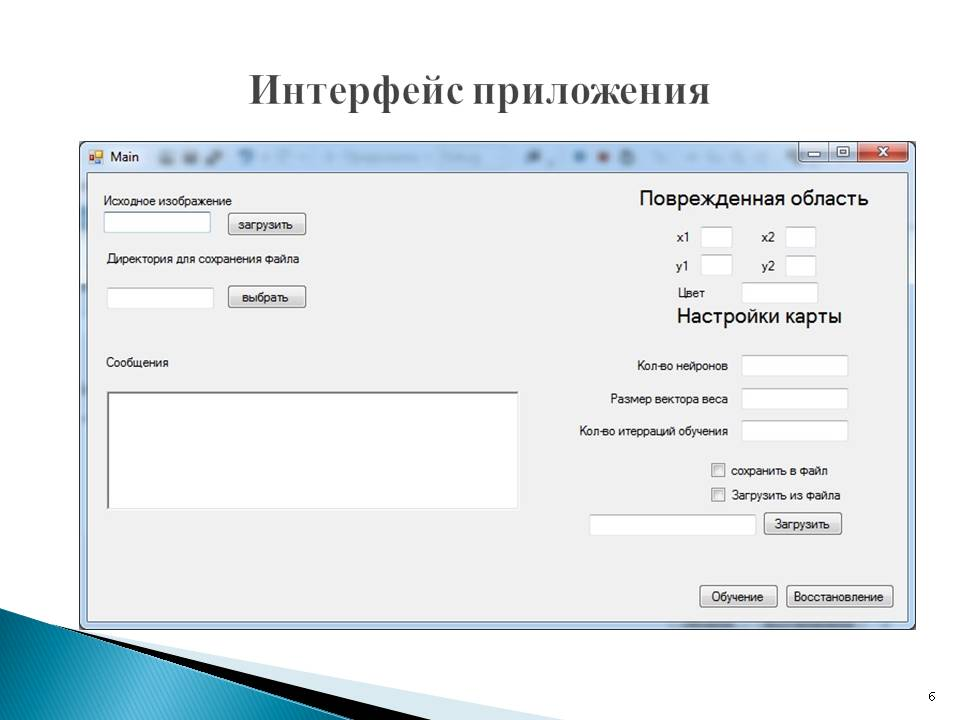 Интерфейс приложения
Main
Исходное изображение
загрузить
Директория для сохранения файла
выбрать
Сообщения
Поврежденная область
x1 x2
y1 y2
Цвет
Настройки карты
Кол-во нейронов
Размер вектора веса
Кол-во итерраций обучения
сохранить в файл
Загрузить из файла
Загрузить
Обучение Восстановление
6